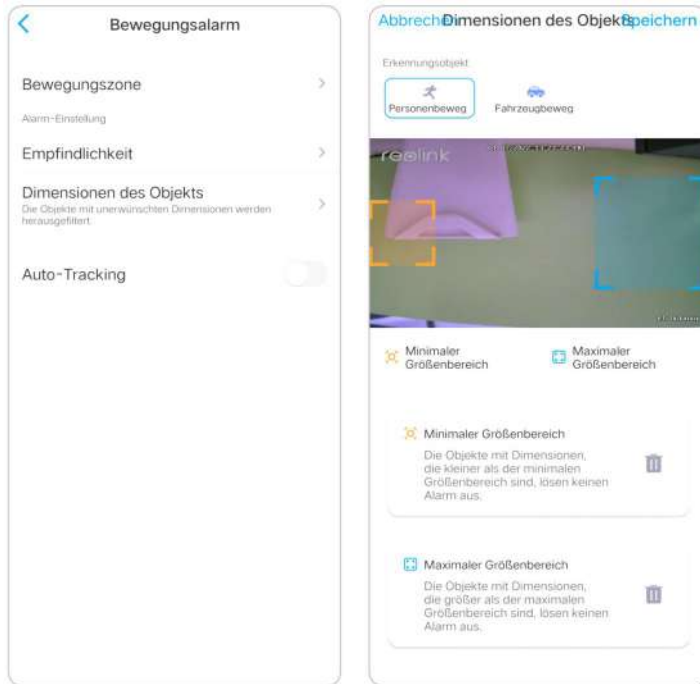 Bewegungsalarm
Bewegungszone
Alarm-Einstellung
Empfindlichkeit
Dimensionen des Objekts
Die Objekte mit unerwünschten Dimensionen werden
herausgefiltert.
Auto-Tracking
Abbrechen Dimensionen des Objekts Speichern
Erkennungsobjekt
Personenbeweg
Fahrzeugbeweg
reolink
Minimaler
Größenbereich
Maximaler
Größenbereich
Minimaler Größenbereich
Die Objekte mit Dimensionen,
die kleiner als der minimalen
Größenbereich sind, lösen keinen
Alarm aus.
Maximaler Größenbereich
Die Objekte mit Dimensionen,
die größer als der maximalen
Größenbereich sind, lösen keinen
Alarm aus.